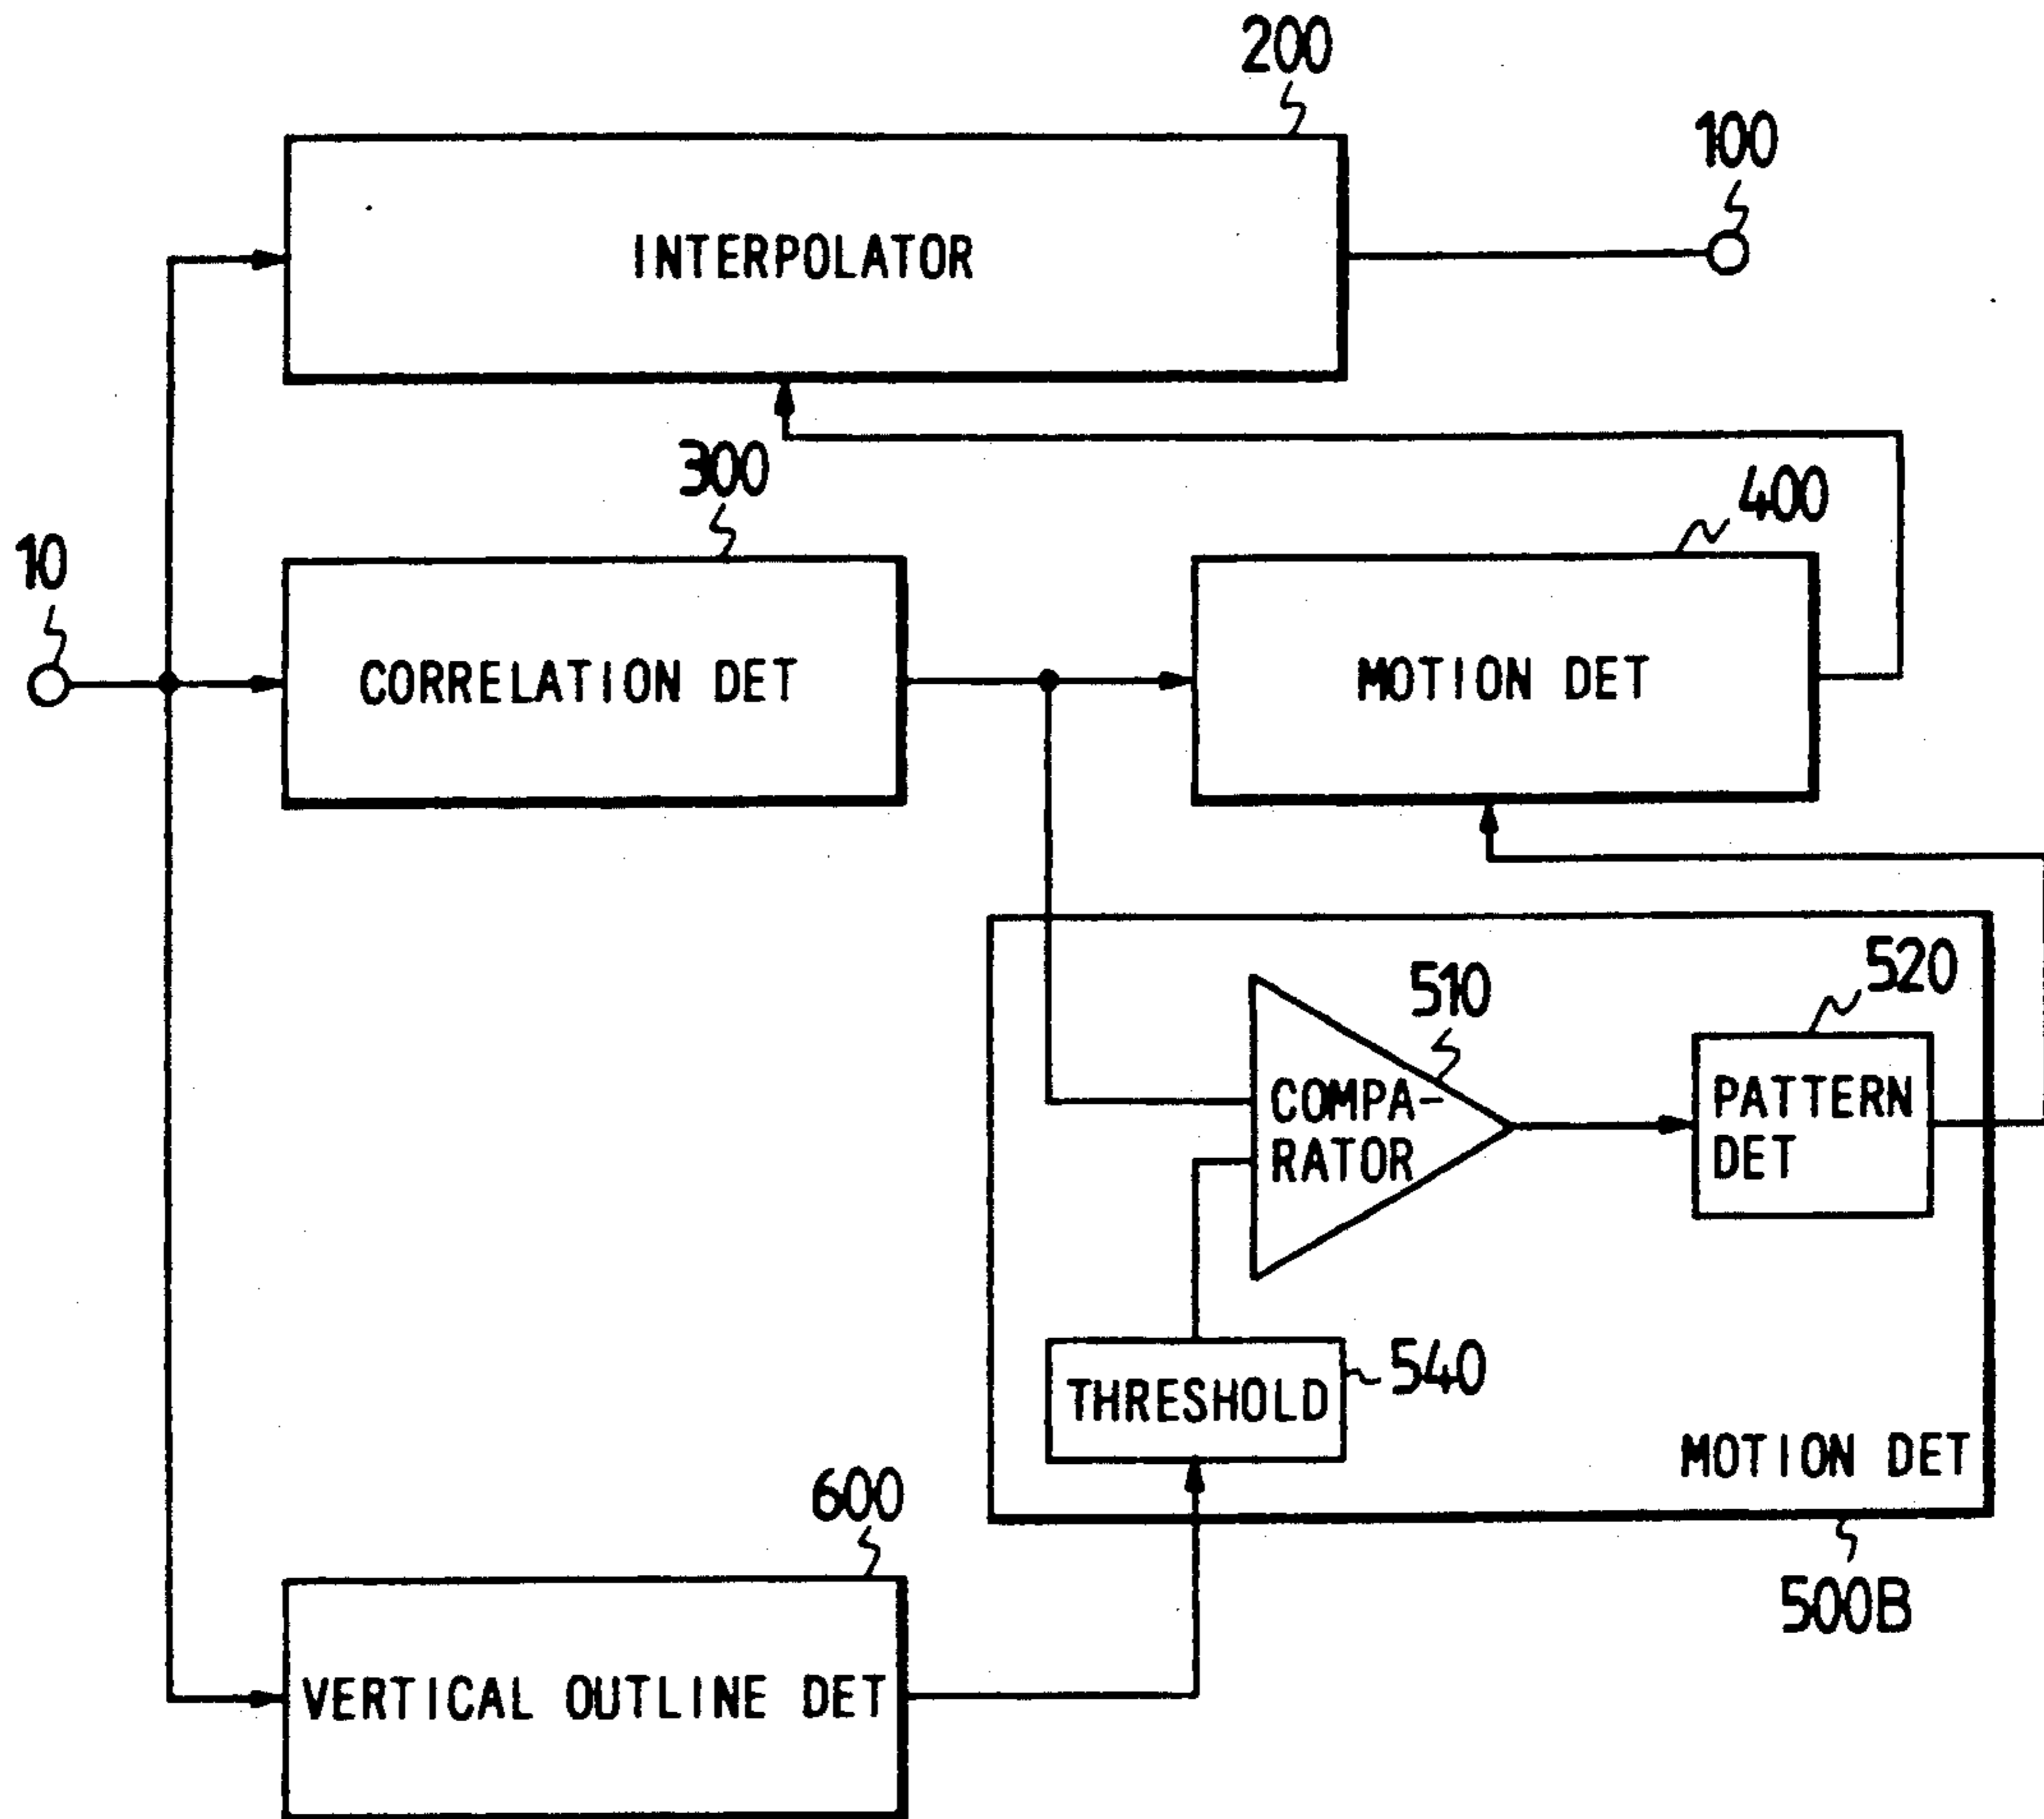 200
100
INTERPOLATOR
300
400
10
CORRELATION DET
MOTION DET
510
520
COMPA-
RATOR
PATTERN
DET
540
THRESHOLD
MOTION DET
600
500B
VERTICAL OUTLINE DET